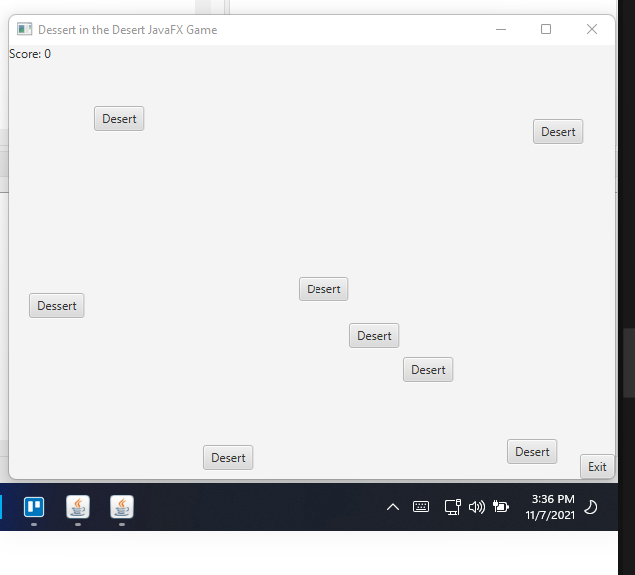 Dessert in the Desert JavaFX Game
Score: 0
Desert
Desert
Desert
Dessert
Desert
Desert
Desert
Desert
Exit
3:36 PM
11/7/2021